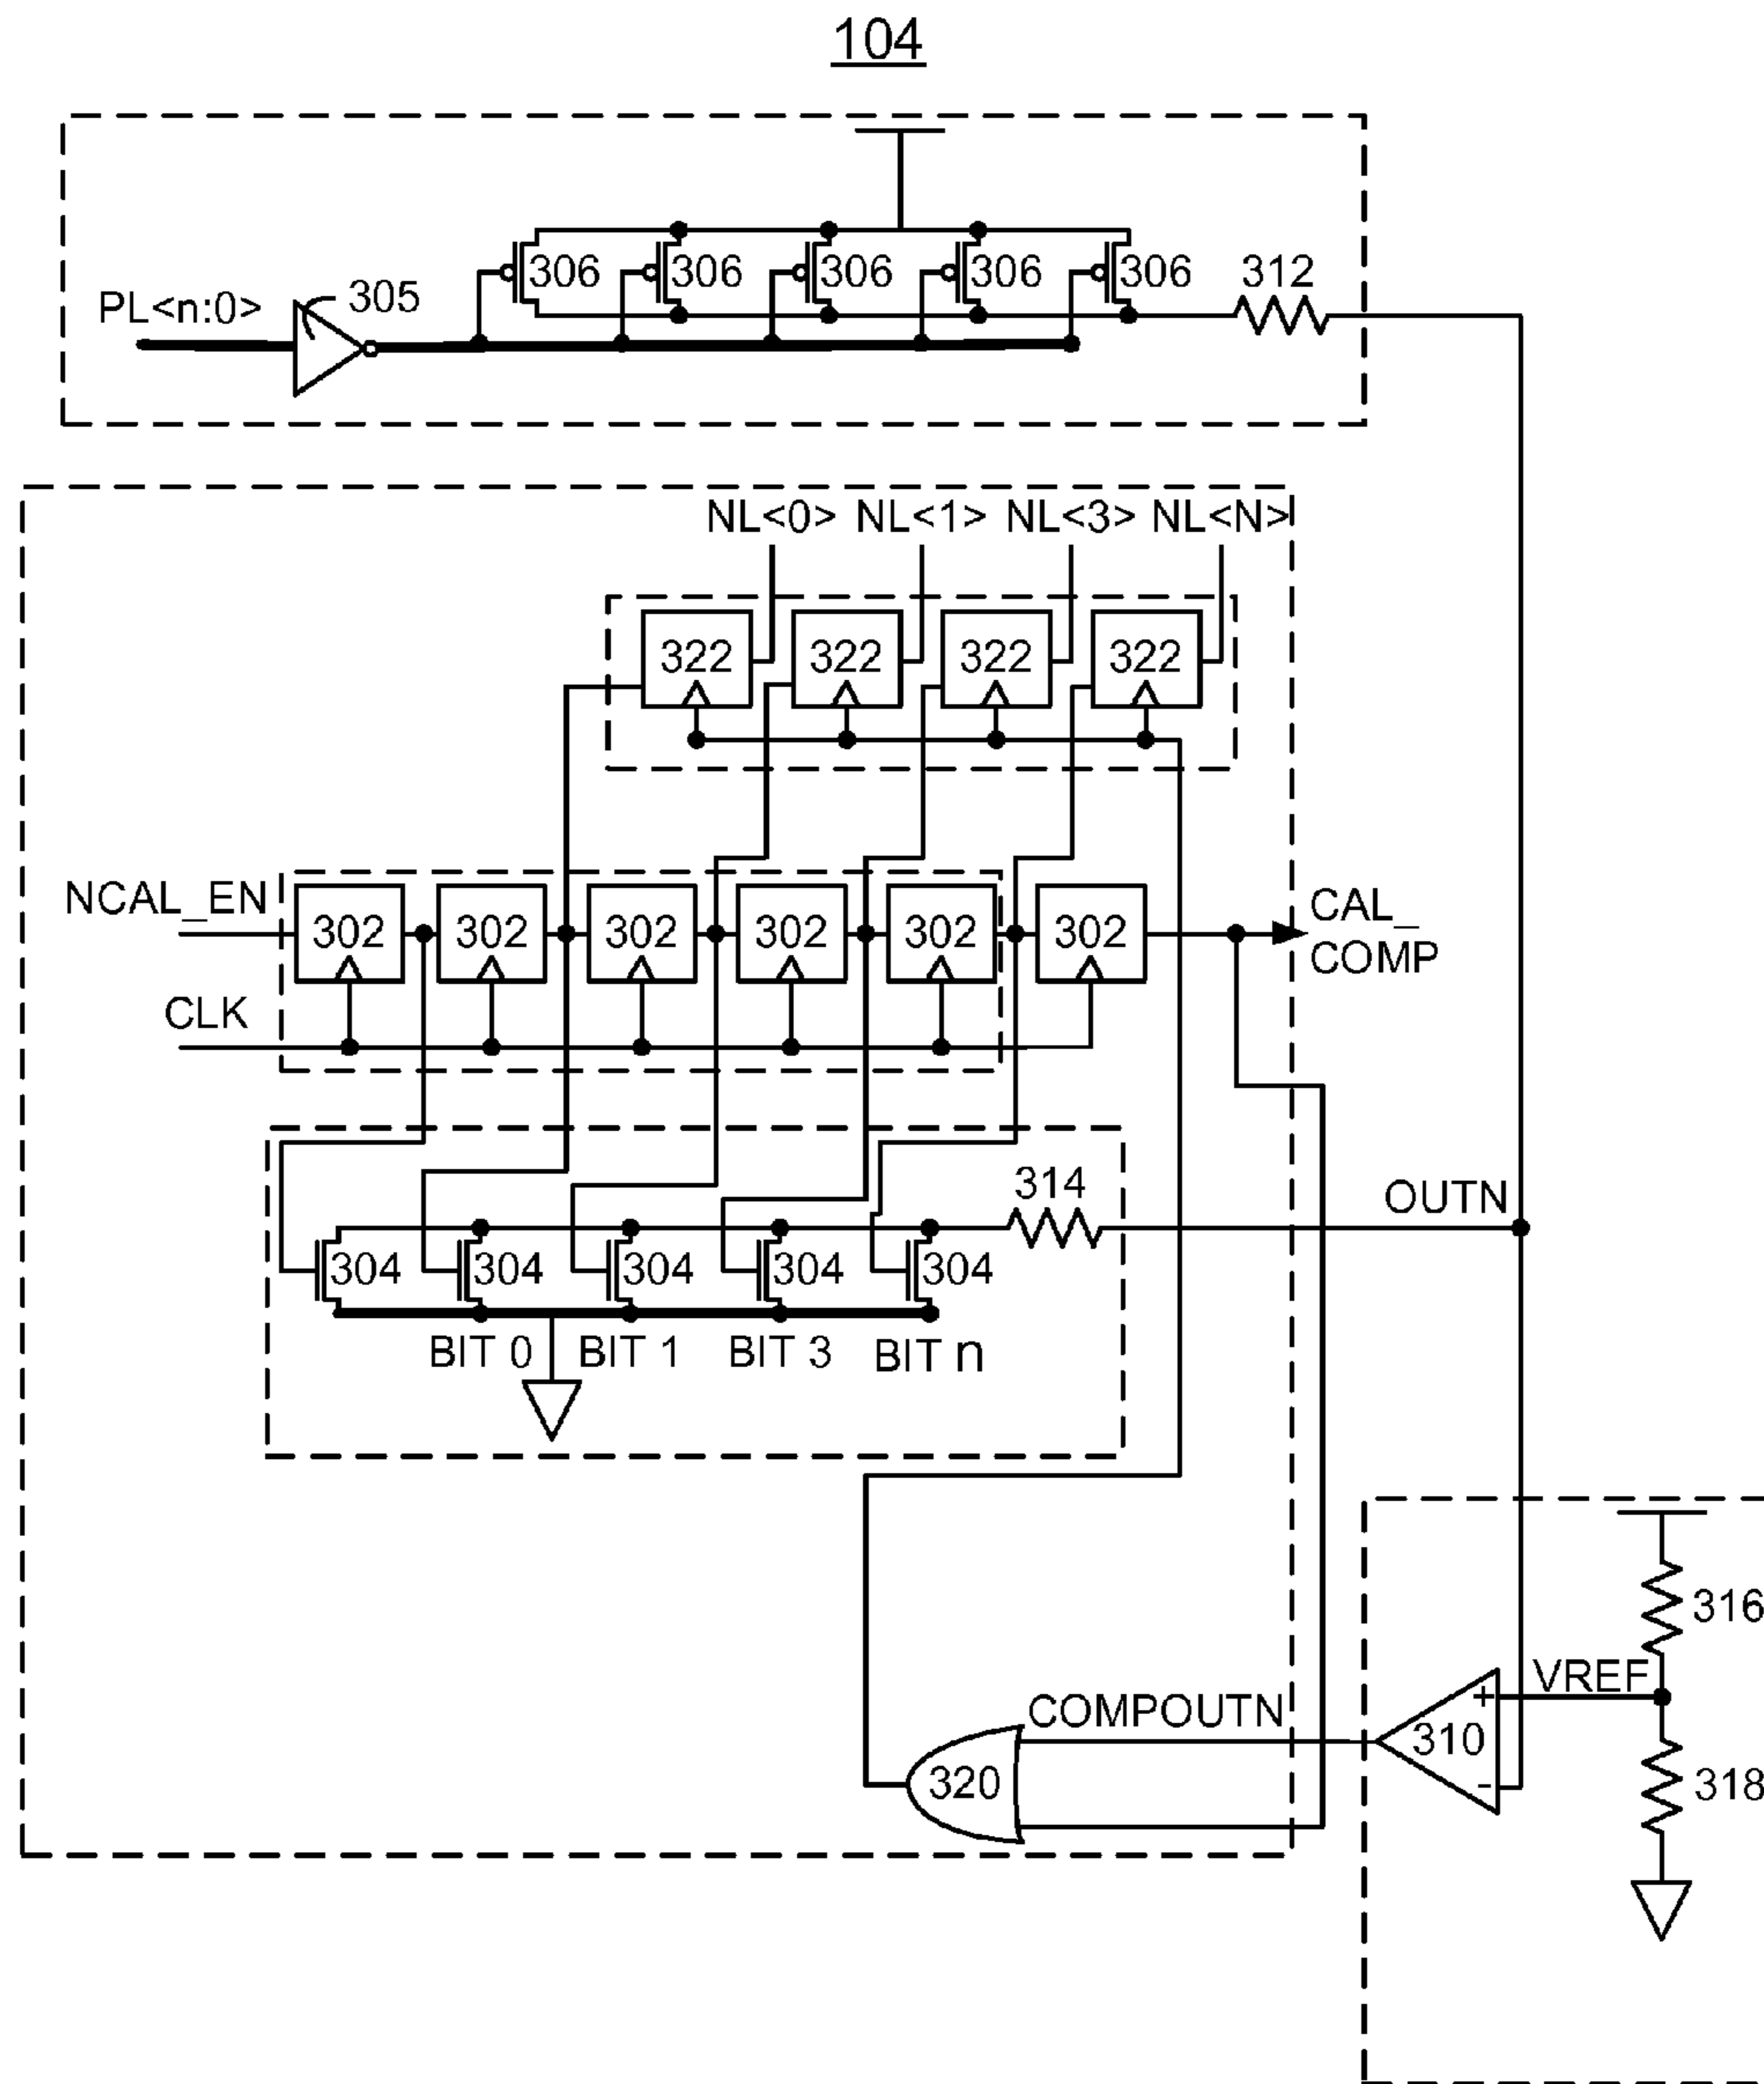 104
306 306 306 306 306 312
PL<n:0> 305
NL<0> NL<1> NL<3> NL<N>
322 322 322 322
NCAL_EN
302 302 302 302 302 302
CAL_
COMP
CLK
314
OUTN
304 304 304 304 304
BIT 0 BIT 1 BIT 3 BIT n
316
VREF
COMPOUTN
+
310
-
320
318